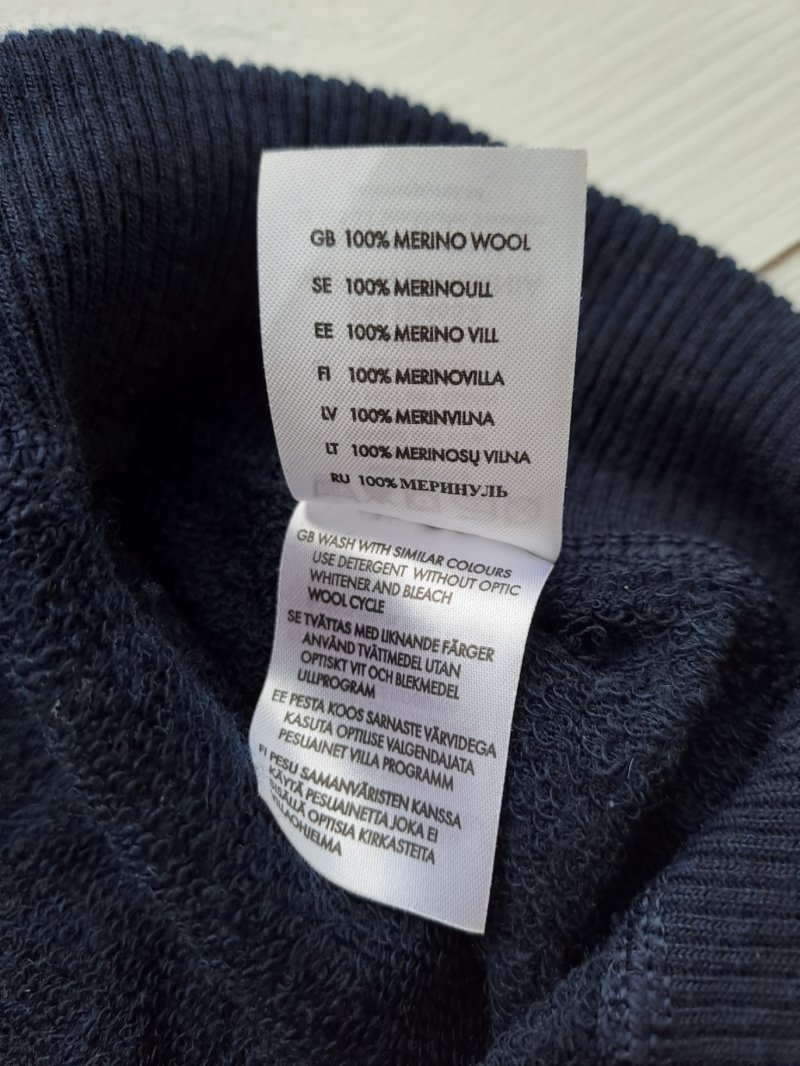 GB 100% MERINO WOOL
SE 100% MERINOULL
EE 100% MERINO VILL
FI 100% MERINOVILLA
LV 100% MERINVILNA
LT 100% MERINOSŲ VILNA
RU 100% МЕРИНУЛЬ
GB WASH WITH SIMILAR COLOURS
USE DETERGENT WITHOUT OPTIC
WHITENER AND BLEACH
WOOL CYCLE
SE TVÄTTAS MED LIKNANDE FÄRGER
ANVÄND TVÄTTMEDEL UTAN
OPTISKT VIT OCH BLEKMEDEL
ULLPROGRAM
EE PESTA KOOS SARNASTE VÄRVIDEGA
KASUTA OPTILISE VALGENDAJATA
PESUAINET VILLA PROGRAMM
FI PESU SAMANVÄRISTEN KANSSA
KÄYTÄ PESUAINETTA JOKA EI
SISÄLLÄ OPTISIA KIRKASTEITA
VILLAOHJELMA